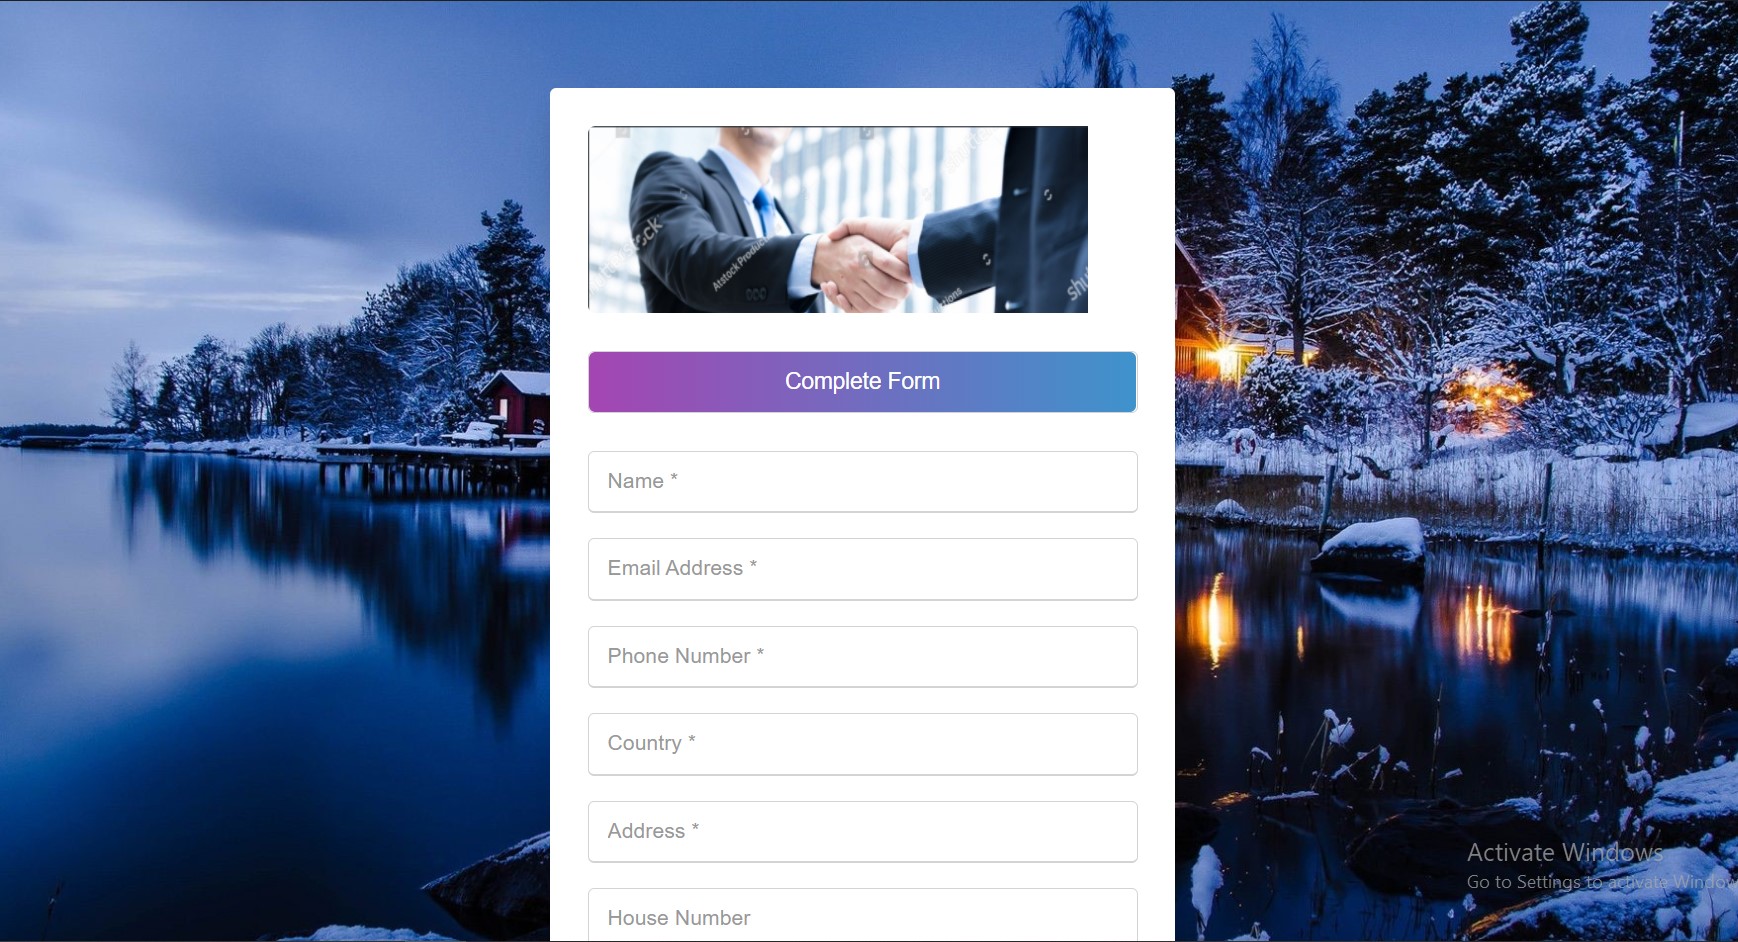 Complete Form
Name *
Email Address *
Phone Number *
Country *
Address *
House Number
Activate Windows
Go to Settings to activate Window